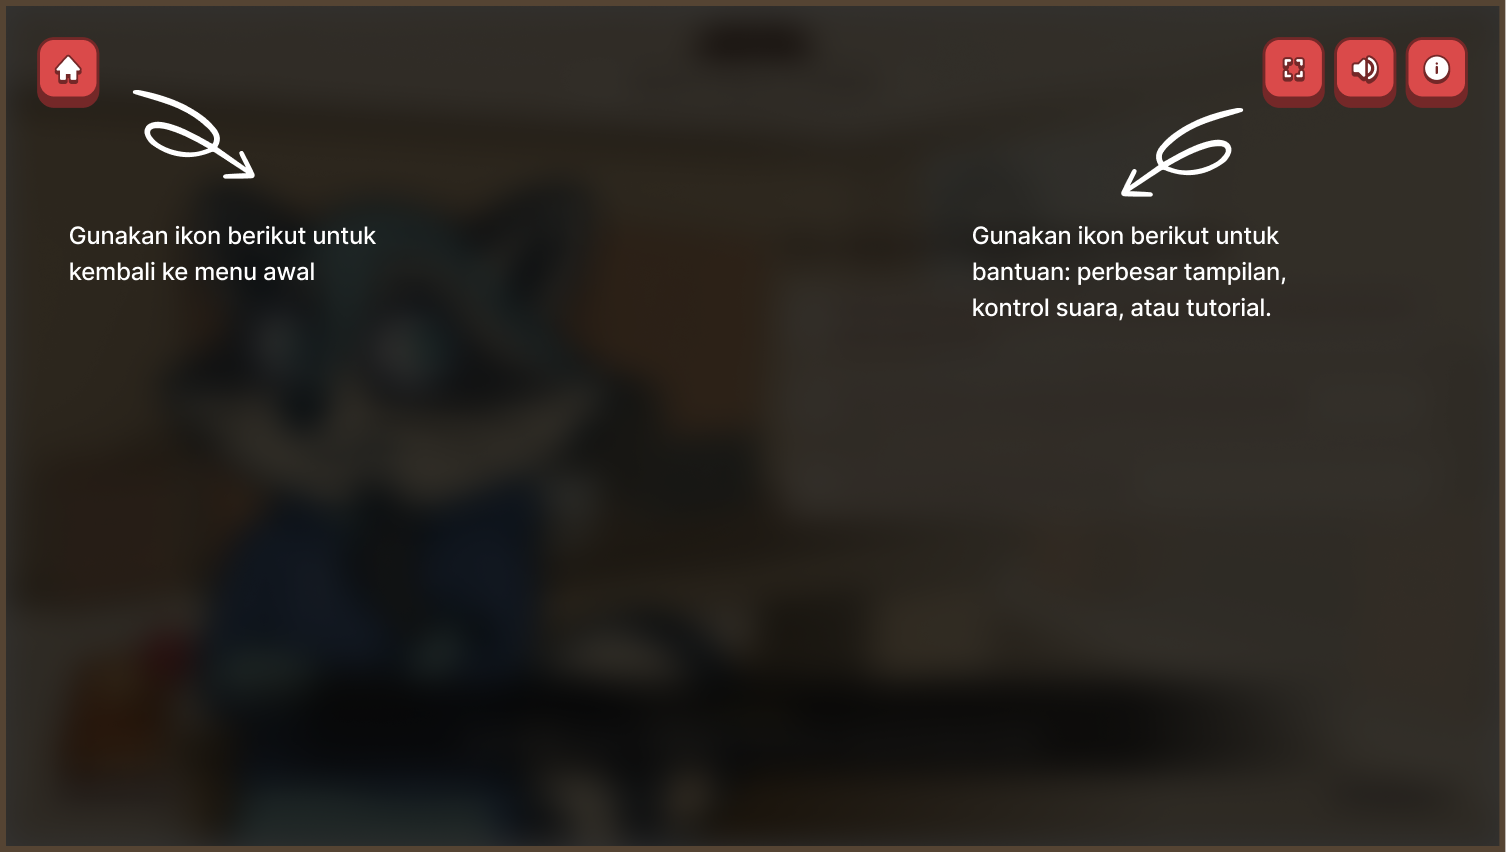 Gunakan ikon berikut untuk
kembali ke menu awal
Gunakan ikon berikut untuk
bantuan: perbesar tampilan,
kontrol suara, atau tutorial.